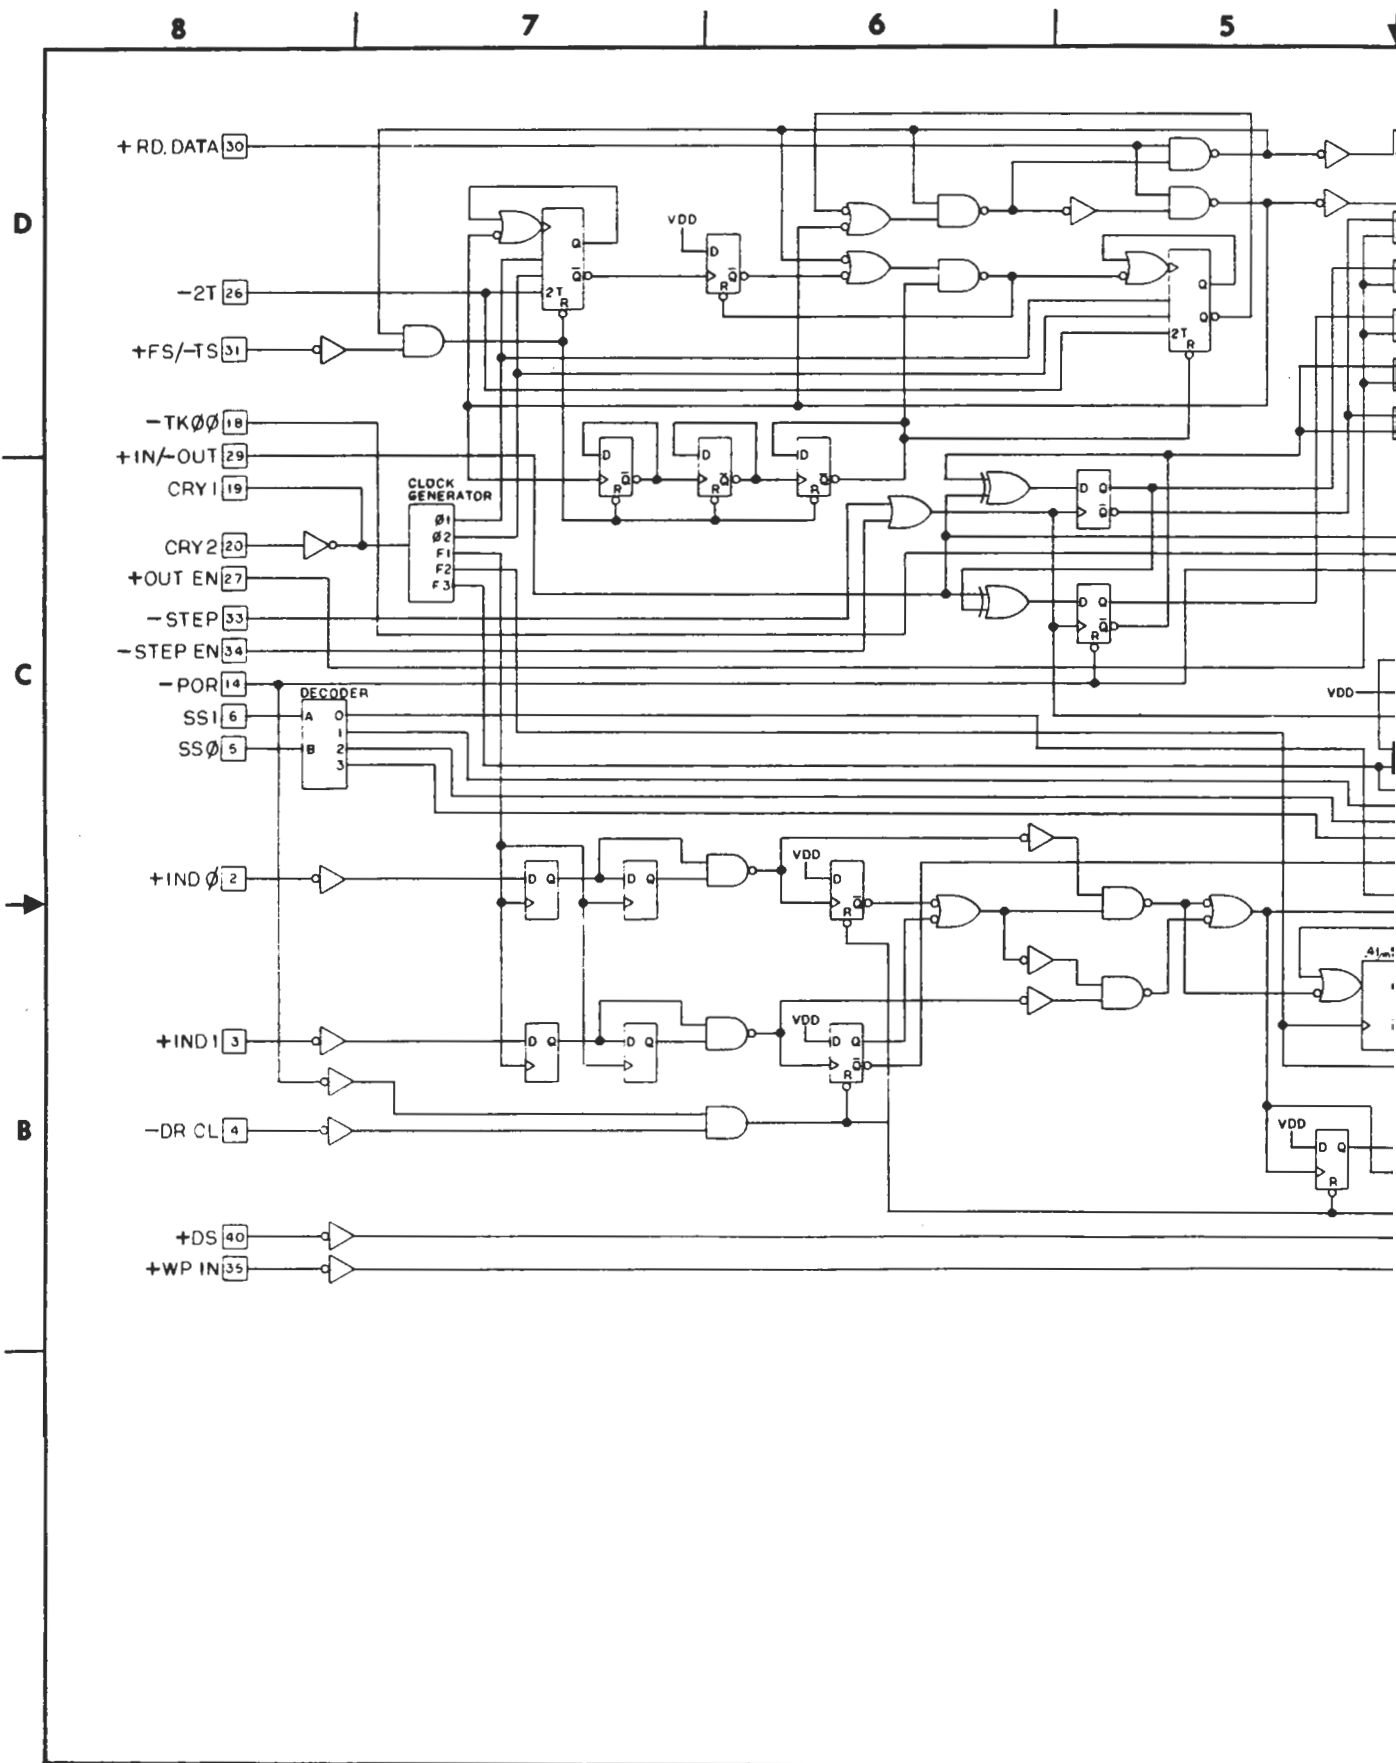 8 7 6 5
D
C
B
+ RD. DATA 30
-2T 26
+FS/-TS 31
-TKØØ 18
+IN/-OUT 29
CRY1 19
CRY2 20
+OUT EN 27
-STEP 33
-STEP EN 34
-POR 14
SS1 6
SSØ 5
+IND Ø 2
+IND 1 3
-DR CL 4
+DS 40
+WP IN 35
Q
Q̅
2T
R
VDD
D
Q̅
R
Q
Q̅
2T
R
D
Q̅
R
D
Q̅
R
D
Q̅
R
CLOCK
GENERATOR
Ø1
Ø2
F1
F2
F3
D Q
Q̅
D Q
Q̅
R
VDD
DECODER
A 0
1
B 2
3
D Q
D Q
VDD
D
Q̅
R
D Q
D Q
VDD
D Q
Q̅
R
VDD
D Q
R